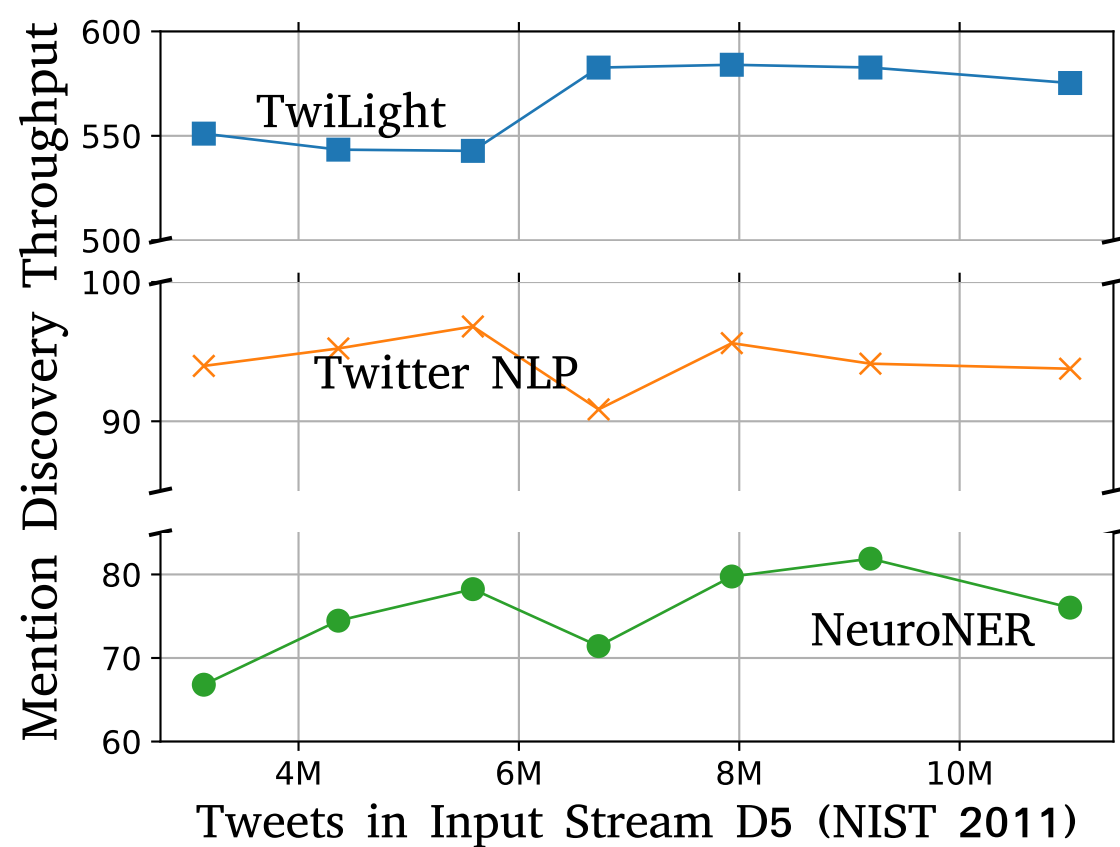 Mention Discovery Throughput
600
TwiLight
550
500
100
Twitter NLP
90
80
NeuroNER
70
60
4M 6M 8M 10M
Tweets in Input Stream D5 (NIST 2011)